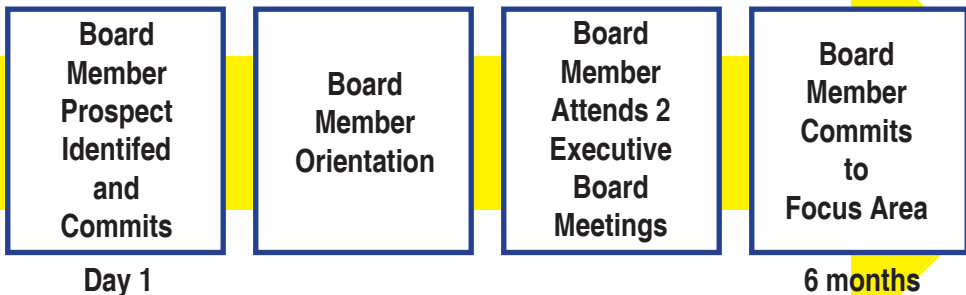 Board
Member
Prospect
Identifed
and
Commits
Board
Member
Orientation
Board
Member
Attends 2
Executive
Board
Meetings
Board
Member
Commits
to
Focus Area
Day 1
6 months